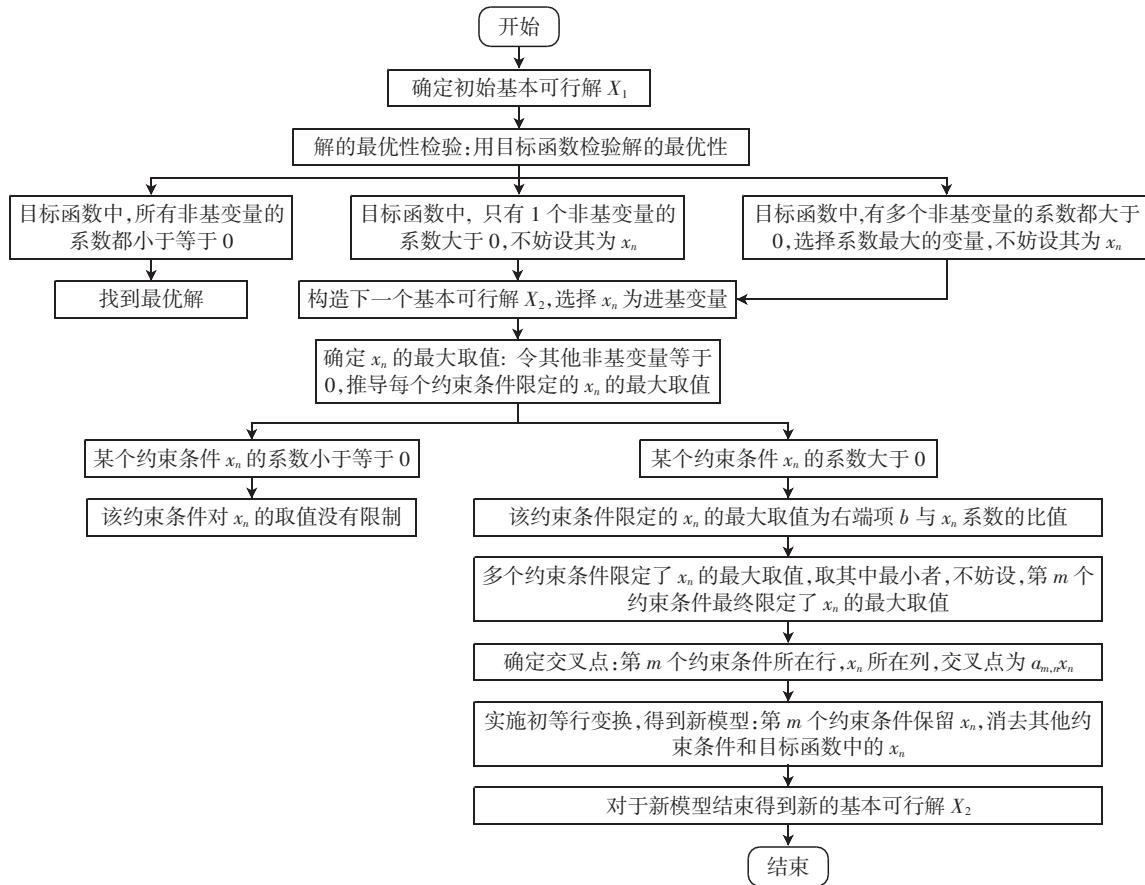 开始
确定初始基本可行解 X₁
解的最优性检验:用目标函数检验解的最优性
目标函数中,所有非基变量的
系数都小于等于 0
目标函数中, 只有 1 个非基变量的
系数大于 0,不妨设其为 xₙ
目标函数中,有多个非基变量的系数都大于
0,选择系数最大的变量,不妨设其为 xₙ
找到最优解
构造下一个基本可行解 X₂,选择 xₙ 为进基变量
确定 xₙ 的最大取值: 令其他非基变量等于
0,推导每个约束条件限定的 xₙ 的最大取值
某个约束条件 xₙ 的系数小于等于 0
某个约束条件 xₙ 的系数大于 0
该约束条件对 xₙ 的取值没有限制
该约束条件限定的 xₙ 的最大取值为右端项 b 与 xₙ 系数的比值
多个约束条件限定了 xₙ 的最大取值,取其中最小者,不妨设,第 m 个
约束条件最终限定了 xₙ 的最大取值
确定交叉点:第 m 个约束条件所在行,xₙ 所在列,交叉点为 aₘ,ₙxₙ
实施初等行变换,得到新模型:第 m 个约束条件保留 xₙ,消去其他约
束条件和目标函数中的 xₙ
对于新模型结束得到新的基本可行解 X₂
结束